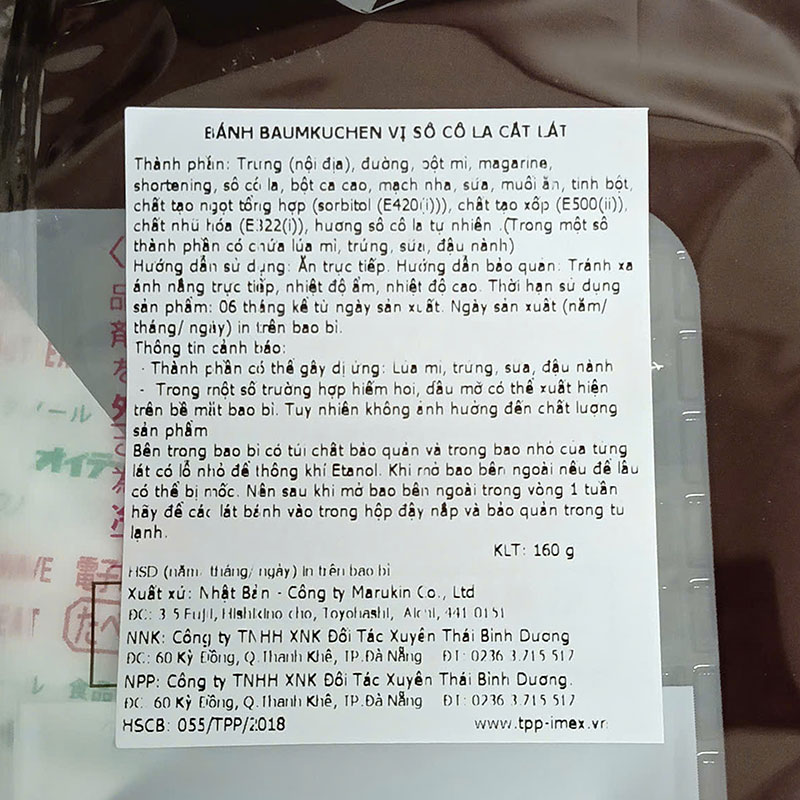 BÁNH BAUMKUCHEN VỊ SÔ CÔ LA CẮT LÁT
Thành phần: Trứng (nội địa), đường, bột mì, magarine,
shortening, sô cô la, bột ca cao, mạch nha, sữa, muối ăn, tinh bột,
chất tạo ngọt tổng hợp (sorbitol (E420(i))), chất tạo xốp (E500(ii)),
chất nhũ hóa (E322(i)), hương sô cô la tự nhiên .(Trong một số
thành phần có chứa lúa mì, trứng, sữa, đậu nành)
Hướng dẫn sử dụng: Ăn trực tiếp. Hướng dẫn bảo quản: Tránh xa
ánh nắng trực tiếp, nhiệt độ ẩm, nhiệt độ cao. Thời hạn sử dụng
sản phẩm: 06 tháng kể từ ngày sản xuất. Ngày sản xuất (năm/
tháng/ ngày) in trên bao bì.
Thông tin cảnh báo:
- Thành phần có thể gây dị ứng: Lúa mì, trứng, sữa, đậu nành
- Trong một số trường hợp hiếm hoi, dầu mỡ có thể xuất hiện
trên bề mặt bao bì. Tuy nhiên không ảnh hưởng đến chất lượng
sản phẩm
Bên trong bao bì có túi chất bảo quản và trong bao nhỏ của từng
lát có lỗ nhỏ để thông khí Etanol. Khi mở bao bên ngoài nếu để lâu
có thể bị mốc. Nên sau khi mở bao bên ngoài trong vòng 1 tuần
hãy để các lát bánh vào trong hộp đậy nắp và bảo quản trong tủ
lạnh.
KLT: 160 g
HSD (năm/ tháng/ ngày) in trên bao bì
Xuất xứ: Nhật Bản - Công ty Marukin Co., Ltd
ĐC: 3-5 Fuji, Hishikino-cho, Toyohashi, Aichi, 441-0151
NNK: Công ty TNHH XNK Đối Tác Xuyên Thái Bình Dương
ĐC: 60 Kỳ Đồng, Q.Thanh Khê, TP.Đà Nẵng ĐT: 0236 3.715 517
NPP: Công ty TNHH XNK Đối Tác Xuyên Thái Bình Dương.
ĐC: 60 Kỳ Đồng, Q.Thanh Khê, TP.Đà Nẵng ĐT: 0236 3.715 517
HSCB: 055/TPP/2018 www.tpp-imex.vn